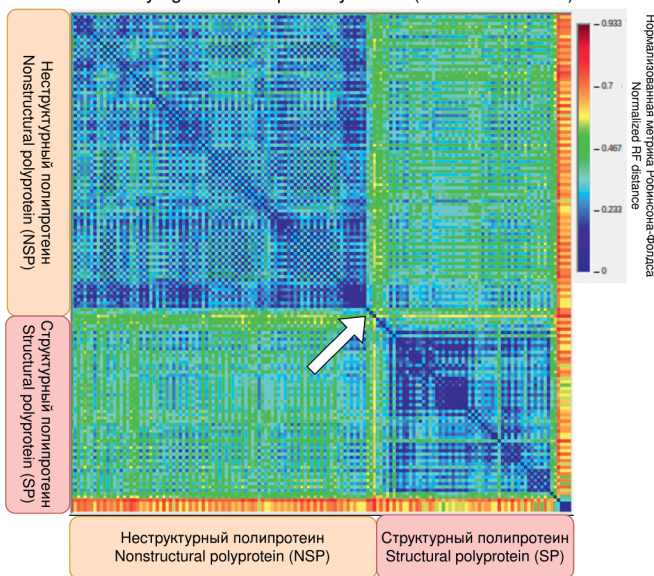 0.933
0.7
0.467
0.233
0
Нормализованная метрика Робинсона-Фолдса
Normalized RF distance
Неструктурный полипротеин
Nonstructural polyprotein (NSP)
Структурный полипротеин
Structural polyprotein (SP)
Неструктурный полипротеин
Nonstructural polyprotein (NSP)
Структурный полипротеин
Structural polyprotein (SP)